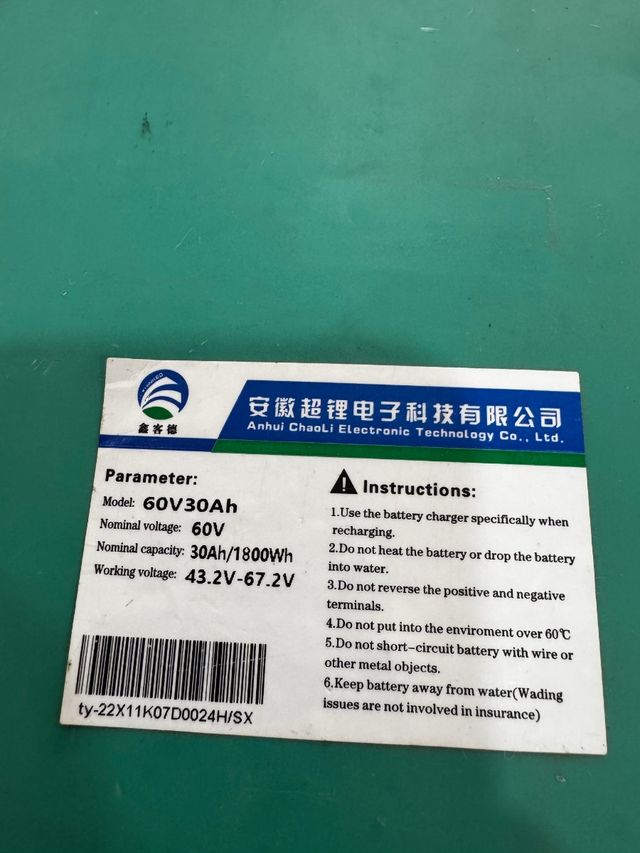 鑫客德
安徽超锂电子科技有限公司
Anhui ChaoLi Electronic Technology Co., Ltd.
Parameter:
Model: 60V30Ah
Nominal voltage: 60V
Nominal capacity: 30Ah/1800Wh
Working voltage: 43.2V-67.2V
ty-22X11K07D0024H/SX
Instructions:
1.Use the battery charger specifically when
recharging.
2.Do not heat the battery or drop the battery
into water.
3.Do not reverse the positive and negative
terminals.
4.Do not put into the enviroment over 60℃
5.Do not short-circuit battery with wire or
other metal objects.
6.Keep battery away from water(Wading
issues are not involved in insurance)